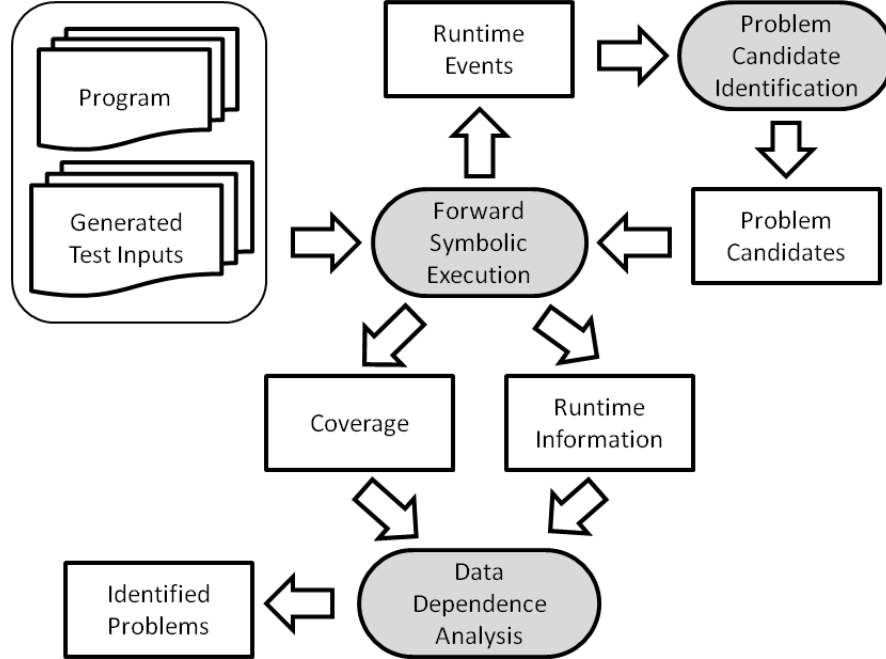 Program
Generated
Test Inputs
Runtime
Events
Problem
Candidate
Identification
Forward
Symbolic
Execution
Problem
Candidates
Coverage
Runtime
Information
Data
Dependence
Analysis
Identified
Problems